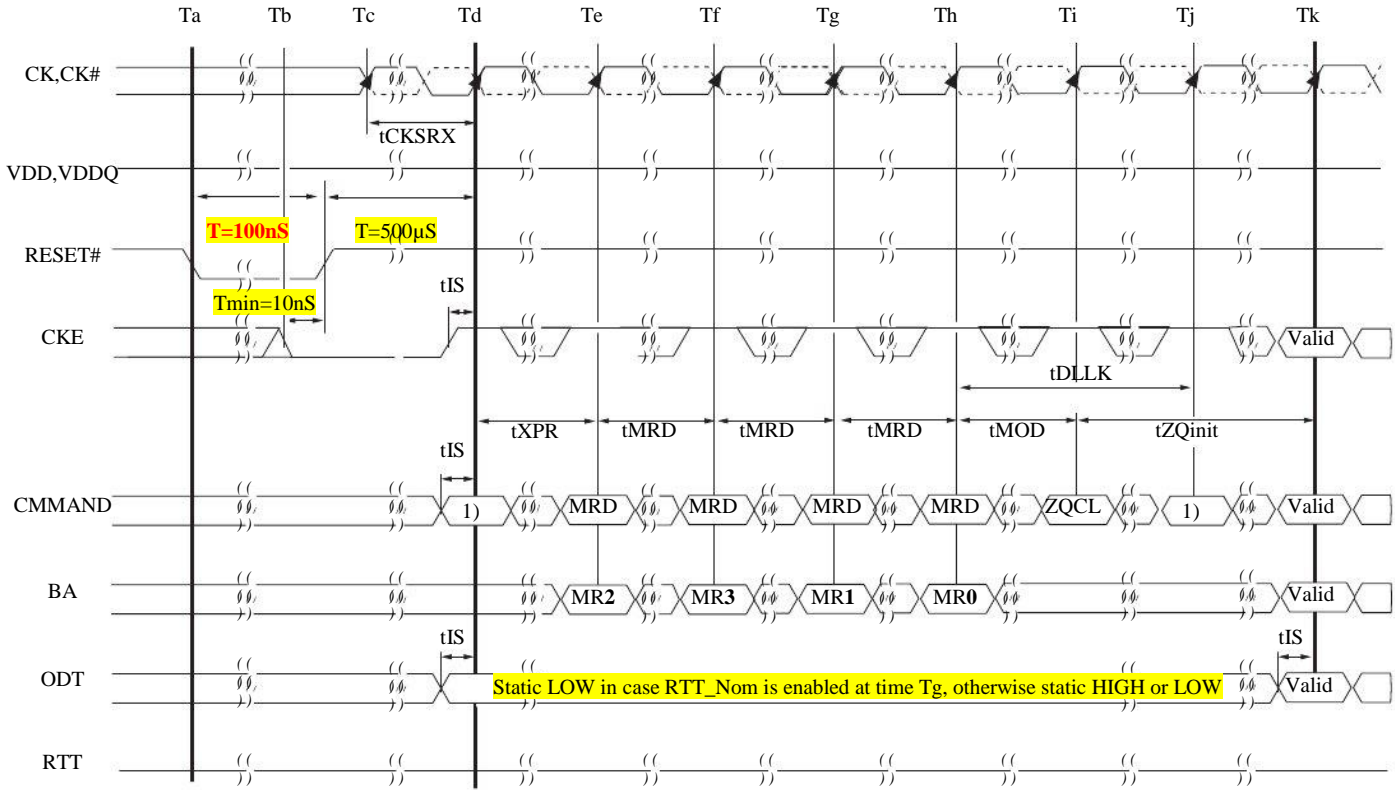 Ta Tb Tc Td Te Tf Tg Th Ti Tj Tk
CK,CK#
tCKSRX
VDD,VDDQ
T=100nS T=500µS
RESET#
Tmin=10nS tIS
CKE Valid
tDLLK
tXPR tMRD tMRD tMRD tMOD tZQinit
tIS
CMMAND 1) MRD MRD MRD MRD ZQCL 1) Valid
BA MR2 MR3 MR1 MR0 Valid
tIS tIS
ODT Static LOW in case RTT_Nom is enabled at time Tg, otherwise static HIGH or LOW Valid
RTT